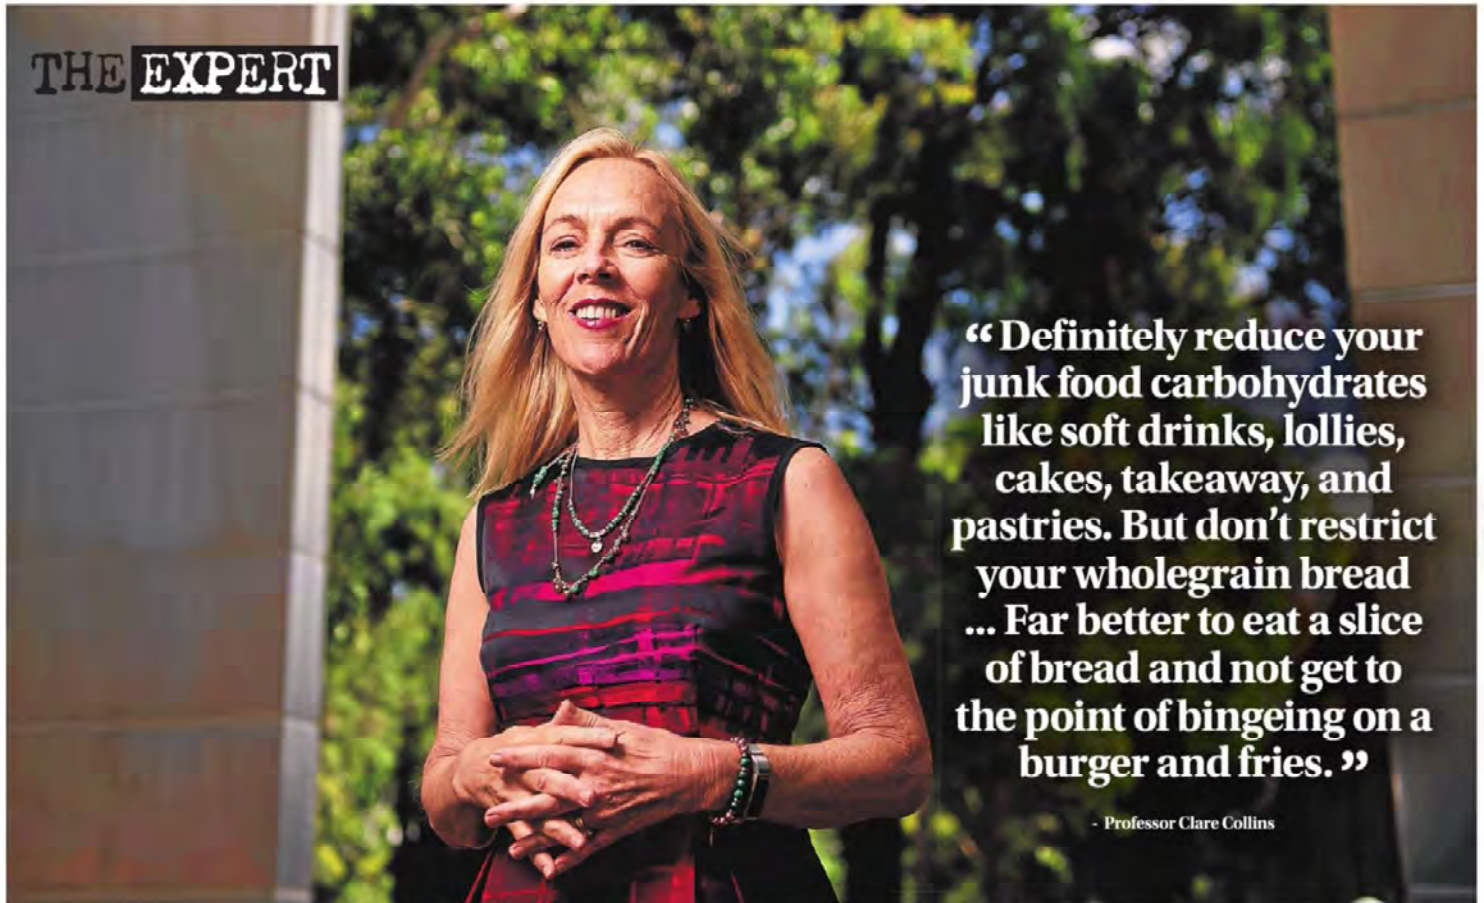 THE EXPERT
“ Definitely reduce your
junk food carbohydrates
like soft drinks, lollies,
cakes, takeaway, and
pastries. But don’t restrict
your wholegrain bread
... Far better to eat a slice
of bread and not get to
the point of bingeing on a
burger and fries. ”
- Professor Clare Collins